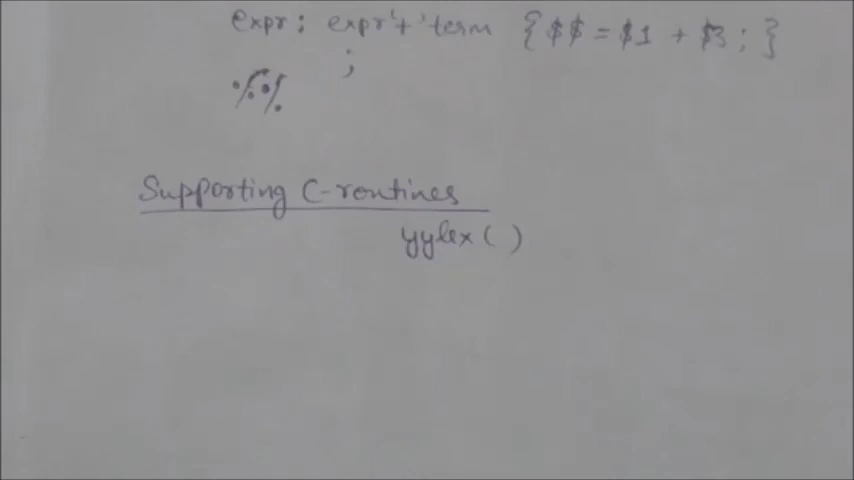 expr : expr '+' term { $$ = $1 + $3 ; }
;
%%
Supporting C-routines
yylex ( )